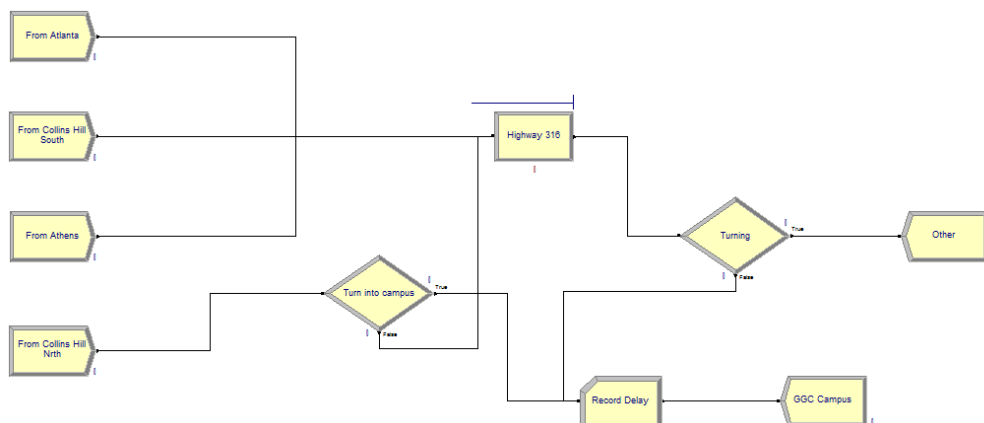 From Atlanta
From Collins Hill
South
Highway 316
From Athens
Turning
True
Other
False
Turn into campus
True
False
From Collins Hill
Nrth
Record Delay
GGC Campus